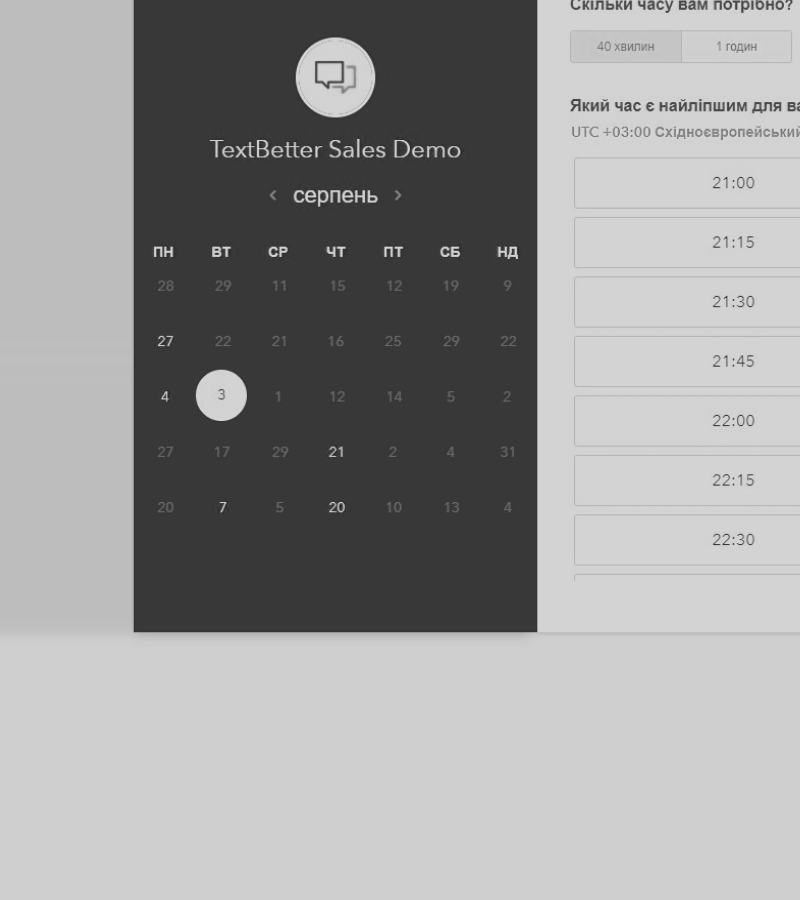 TextBetter Sales Demo
серпень
ПН ВТ СР ЧТ ПТ СБ НД
28 29 11 15 12 19 9
27 22 21 16 25 29 22
4 3 1 12 14 5 2
27 17 29 21 2 4 31
20 7 5 20 10 13 4
Скільки часу вам потрібно?
40 хвилин 1 годин
Який час є найліпшим для
UTC +03:00 Східноєвропейський
21:00
21:15
21:30
21:45
22:00
22:15
22:30